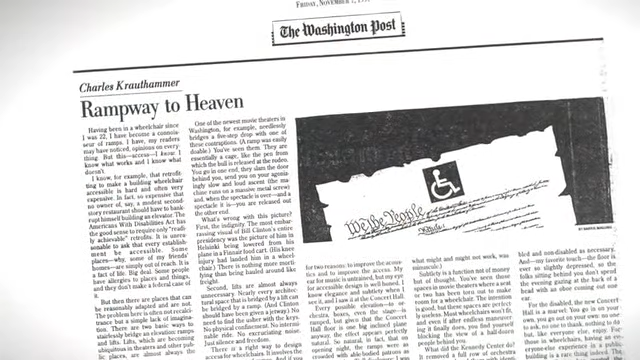 FRIDAY, NOVEMBER 7,
The Washington Post
Charles Krauthammer
Rampway to Heaven
Having been in a wheelchair since
I was 22, I have become a connois-
seur of ramps. I have, my readers
may have noticed, opinions on every-
thing. But this—access—I know. I
know what works and I know what
doesn't.
I know, for example, that retrofit-
ting to make a building wheelchair
accessible is hard and often very
expensive. In fact, so expensive that
no owner of, say, a modest second-
story restaurant should have to bank-
rupt himself building an elevator. The
Americans With Disabilities Act has
the good sense to require only "readi-
ly achievable" retrofits. It is unrea-
sonable to ask that every establish-
ment be accessible. Some
places—why, some of my friends'
homes—are simply out of reach. It is
a fact of life. Big deal. Some people
have allergies to places and things,
and they don't make a federal case of
it.
But then there are places that can
be reasonably adapted and are not.
The problem here is often not recalci-
trance but a simple lack of imagina-
tion. There are two basic ways to
bridge an elevation: ramps
and lifts. Lifts, which are becoming
ubiquitous in theaters and other pub-
lic places, are almost always the
One of the newest movie theaters in
Washington, for example, needlessly
bridges a five-step drop with one of
these contraptions. (A ramp was easily
doable.) You've seen them. They are
essentially a cage, like the pen from
which the bull is released at the rodeo.
You go in one end, they slam the door
behind you, send you on your agoniz-
ingly slow and loud ascent (the ma-
chine runs on a massive metal screw)
and, when the spectacle is over—and a
spectacle it is—you are released out
the other end.
What's wrong with this picture?
First, the indignity. The most embar-
rassing visual of Bill Clinton's entire
presidency was the picture of him in
Helsinki being lowered from his
plane in a Finnair food cart. (His knee
injury had landed him in a wheel-
chair.) There is nothing more morti-
fying than being hauled around like
freight.
Second, lifts are almost always
unnecessary. Nearly every architec-
tural space that is bridged by a lift can
be bridged by a ramp. (And Clinton
should have been given a jetway.) No
need to find the usher with the keys.
No physical confinement. No intermi-
nable ride. No excruciating noise.
Just silence and freedom.
There is a right way to design
access for wheelchairs. It involves the
We the People
for two reasons: to improve the acous-
tics and to improve the access. My
ear for music is untrained, but my eye
for accessible design is well honed. I
know elegance and subtlety when I
see it, and I saw it at the Concert Hall.
Every possible elevation—to or-
chestra, boxes, even the stage—is
ramped, but given that the Concert
Hall floor is one big inclined plane
anyway, the effect appears perfectly
natural. So natural, in fact, that on
opening night, the ramps were as
crowded with able-bodied patrons as
what might and might not work, was
minuscule.)
Subtlety is a function not of money
but of thought. You've seen these
spaces in movie theaters where a seat
or two has been torn out to make
room for a wheelchair. The intention
is good, but these spaces are perfect-
ly useless. Most wheelchairs won't fit,
and even if after endless maneuver-
ing it finally does, you find yourself
blocking the view of a half-dozen
people behind you.
What did the Kennedy Center do?
It removed a full row of orchestra
bled and non-disabled as necessary.
And—my favorite touch—the floor is
ever so slightly depressed, so the
folks sitting behind you don't spend
the evening gazing at the back of a
head with an shoe coming out one
ear.
For the disabled, the new Concert
Hall is a marvel: You go in on your
own, you go out on your own, no one
to ask, no one to thank, nothing to do
but, like everyone else, enjoy. For
those in wheelchairs, having an ev-
eryone-else experience in a public
building is a rare thing indeed. The